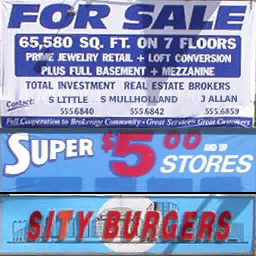 FOR SALE
65,580 SQ. FT. ON 7 FLOORS
PRIME JEWELRY RETAIL + LOFT CONVERSION
PLUS FULL BASEMENT + MEZZANINE
TOTAL INVESTMENT REAL ESTATE BROKERS
Contact: S LITTLE S MULLHOLLAND J ALLAN
555.6840 555.6842 555.6859
Full Cooperation to Brokerage Community · Great Service · Great Customers
SUPER $5.00 AND UP STORES
SITY BURGERS